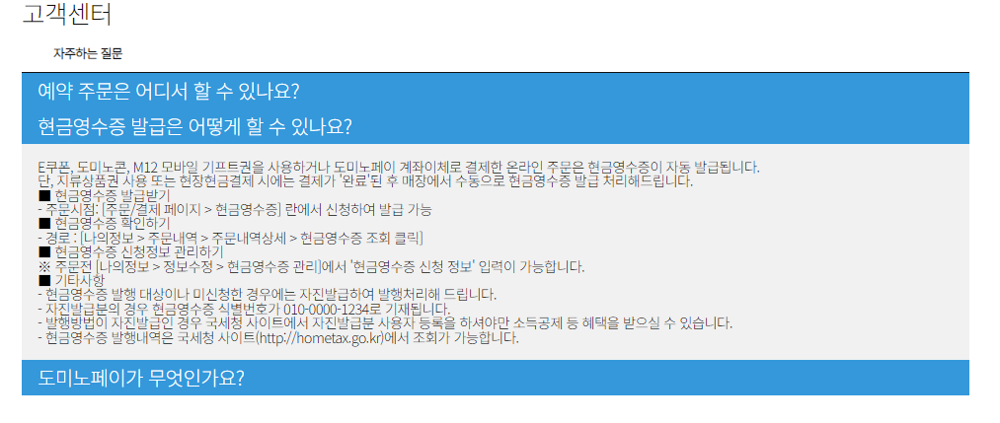 고객센터
자주하는 질문
예약 주문은 어디서 할 수 있나요?
현금영수증 발급은 어떻게 할 수 있나요?
E쿠폰, 도미노콘, M12 모바일 기프트권을 사용하거나 도미노페이 계좌이체로 결제한 온라인 주문은 현금영수증이 자동 발급됩니다.
단, 지류상품권 사용 또는 현장현금결제 시에는 결제가 '완료'된 후 매장에서 수동으로 현금영수증 발급 처리해드립니다.
■ 현금영수증 발급받기
- 주문시점: [주문/결제 페이지 > 현금영수증] 란에서 신청하여 발급 가능
■ 현금영수증 확인하기
- 경로 : [나의정보 > 주문내역 > 주문내역상세 > 현금영수증 조회 클릭]
■ 현금영수증 신청정보 관리하기
※ 주문전 [나의정보 > 정보수정 > 현금영수증 관리]에서 '현금영수증 신청 정보' 입력이 가능합니다.
■ 기타사항
- 현금영수증 발행 대상이나 미신청한 경우에는 자진발급하여 발행처리해 드립니다.
- 자진발급분의 경우 현금영수증 식별번호가 010-0000-1234로 기재됩니다.
- 발행방법이 자진발급인 경우 국세청 사이트에서 자진발급분 사용자 등록을 하셔야만 소득공제 등 혜택을 받으실 수 있습니다.
- 현금영수증 발행내역은 국세청 사이트(http://hometax.go.kr)에서 조회가 가능합니다.
도미노페이가 무엇인가요?